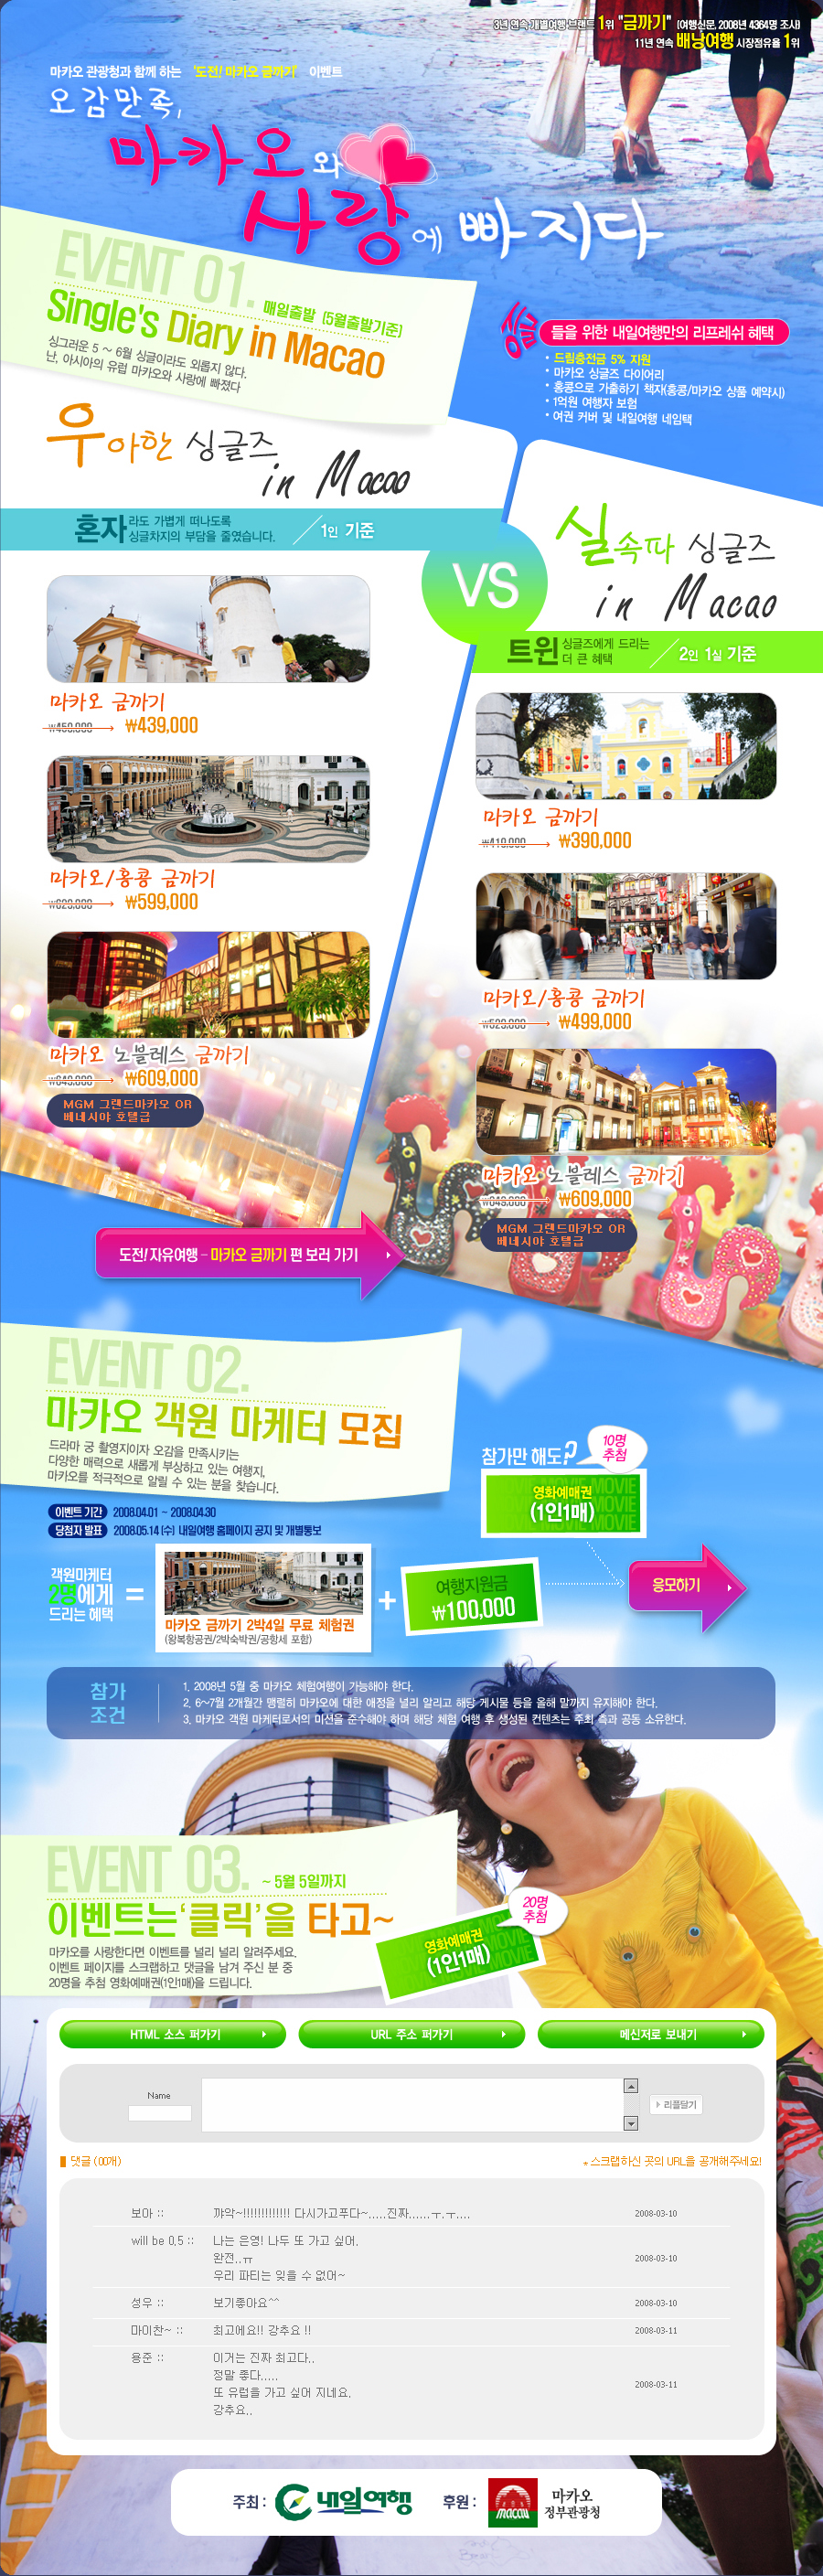 3년 연속 개별여행 브랜드 1위 "금까기" (여행신문, 2008년 4364명 조사)
11년 연속 배낭여행 시장점유율 1위
마카오 관광청과 함께 하는 '도전! 마카오 금까기' 이벤트
오감만족,
마카오와
사랑에 빠지다
EVENT 01.
매일출발 (5월출발기준)
Single's Diary in Macao
싱그러운 5 ~ 6월 싱글이라도 외롭지 않다.
난, 아시아의 유럽 마카오와 사랑에 빠졌다
싱글들을 위한 내일여행만의 리프레쉬 혜택
• 드림충전금 5% 지원
• 마카오 싱글즈 다이어리
• 홍콩으로 가출하기 책자(홍콩/마카오 상품 예약시)
• 1억원 여행자 보험
• 여권 커버 및 내일여행 네임택
우아한 싱글즈
in Macao
혼자라도 가볍게 떠나도록
싱글차지의 부담을 줄였습니다.
1인 기준
VS
실속따 싱글즈
in Macao
트윈 싱글즈에게 드리는
더 큰 혜택
2인 1실 기준
마카오 금까기
₩439,000
마카오/홍콩 금까기
₩599,000
마카오 노블레스 금까기
₩609,000
MGM 그랜드마카오 OR
베네시야 호텔급
마카오 금까기
₩390,000
마카오/홍콩 금까기
₩499,000
마카오 노블레스 금까기
₩609,000
MGM 그랜드마카오 OR
베네시야 호텔급
도전! 자유여행 - 마카오 금까기 편 보러 가기
EVENT 02.
마카오 객원 마케터 모집
드라마 궁 촬영지이자 오감을 만족시키는
다양한 매력으로 새롭게 부상하고 있는 여행지,
마카오를 적극적으로 알릴 수 있는 분을 찾습니다.
이벤트 기간 2008.04.01 ~ 2008.04.30
당첨자 발표 2008.05.14 (수) 내일여행 홈페이지 공지 및 개별통보
참가만 해도?
10명
추첨
영화예매권
(1인1매)
객원마케터
2명에게
드리는 혜택
=
마카오 금까기 2박4일 무료 체험권
(왕복항공권/2박숙박권/공항세 포함)
+
여행지원금
₩100,000
응모하기
참가
조건
1. 2008년 5월 중 마카오 체험여행이 가능해야 한다.
2. 6~7월 2개월간 맹렬히 마카오에 대한 애정을 널리 알리고 해당 게시물 등을 올해 말까지 유지해야 한다.
3. 마카오 객원 마케터로서의 미션을 준수해야 하며 해당 체험 여행 후 생성된 컨텐츠는 주최 측과 공동 소유한다.
EVENT 03.
~ 5월 5일까지
이벤트는 '클릭'을 타고~
마카오를 사랑한다면 이벤트를 널리 널리 알려주세요.
이벤트 페이지를 스크랩하고 댓글을 남겨 주신 분 중
20명을 추첨 영화예매권(1인1매)을 드립니다.
20명
추첨
영화예매권
(1인1매)
HTML 소스 퍼가기
URL 주소 퍼가기
메신저로 보내기
Name
리플달기
댓글 (00개)
* 스크랩하신 곳의 URL을 공개해주세요!
보아 :: 꺄악~!!!!!!!!!!!!! 다시가고푸다~.....진짜......ㅜ.ㅜ.... 2008-03-10
will be 0.5 :: 나는 은영! 나두 또 가고 싶어.
완전..ㅠ 2008-03-10
우리 파티는 잊을 수 없어~
성우 :: 보기좋아요^^ 2008-03-10
마이찬~ :: 최고에요!! 강추요 !! 2008-03-11
용준 :: 이거는 진짜 최고다..
정말 좋다..... 2008-03-11
또 유럽을 가고 싶어 지네요.
강추요..
주최 : 내일여행
후원 : MACAU 마카오
정부관광청